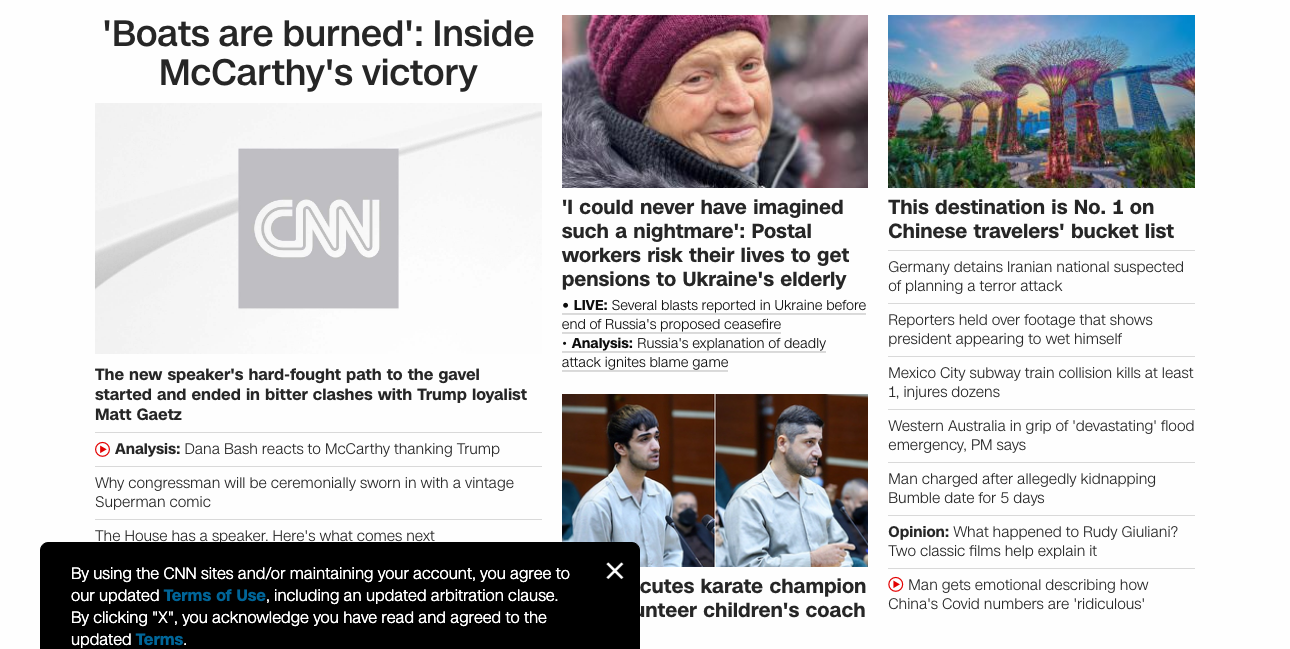 'Boats are burned': Inside
McCarthy's victory
CNN
The new speaker's hard-fought path to the gavel
started and ended in bitter clashes with Trump loyalist
Matt Gaetz
Analysis: Dana Bash reacts to McCarthy thanking Trump
Why congressman will be ceremonially sworn in with a vintage
Superman comic
The House has a speaker. Here's what comes next
'I could never have imagined
such a nightmare': Postal
workers risk their lives to get
pensions to Ukraine's elderly
• LIVE: Several blasts reported in Ukraine before
end of Russia's proposed ceasefire
• Analysis: Russia's explanation of deadly
attack ignites blame game
cutes karate champion
unteer children's coach
This destination is No. 1 on
Chinese travelers' bucket list
Germany detains Iranian national suspected
of planning a terror attack
Reporters held over footage that shows
president appearing to wet himself
Mexico City subway train collision kills at least
1, injures dozens
Western Australia in grip of 'devastating' flood
emergency, PM says
Man charged after allegedly kidnapping
Bumble date for 5 days
Opinion: What happened to Rudy Giuliani?
Two classic films help explain it
Man gets emotional describing how
China's Covid numbers are 'ridiculous'
By using the CNN sites and/or maintaining your account, you agree to
our updated Terms of Use, including an updated arbitration clause.
By clicking "X", you acknowledge you have read and agreed to the
updated Terms.